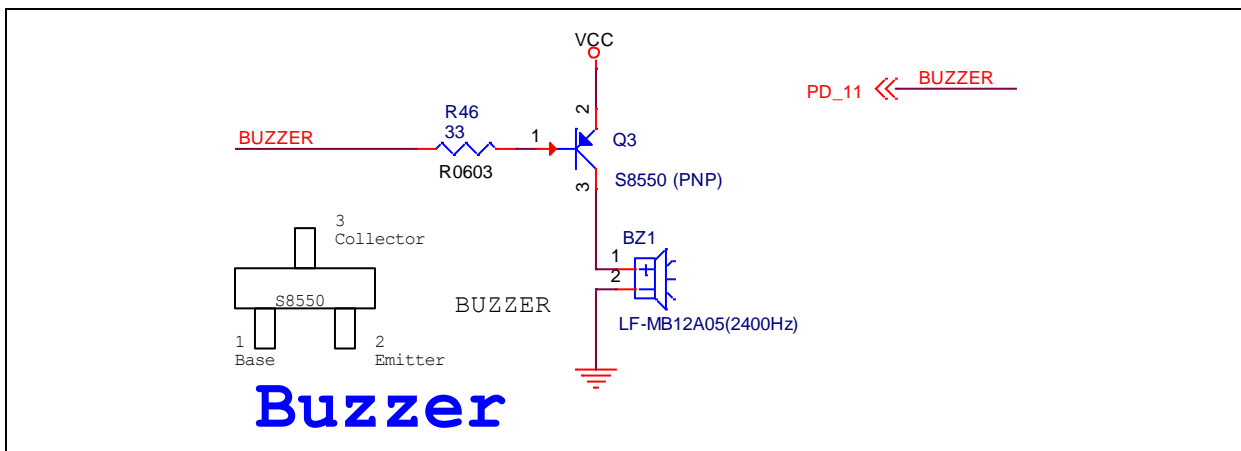 VCC
PD_11
BUZZER
2
R46
33
BUZZER
1
Q3
R0603
3
S8550 (PNP)
3
Collector
BZ1
1
2
S8550
BUZZER
LF-MB12A05(2400Hz)
1
Base
2
Emitter
Buzzer